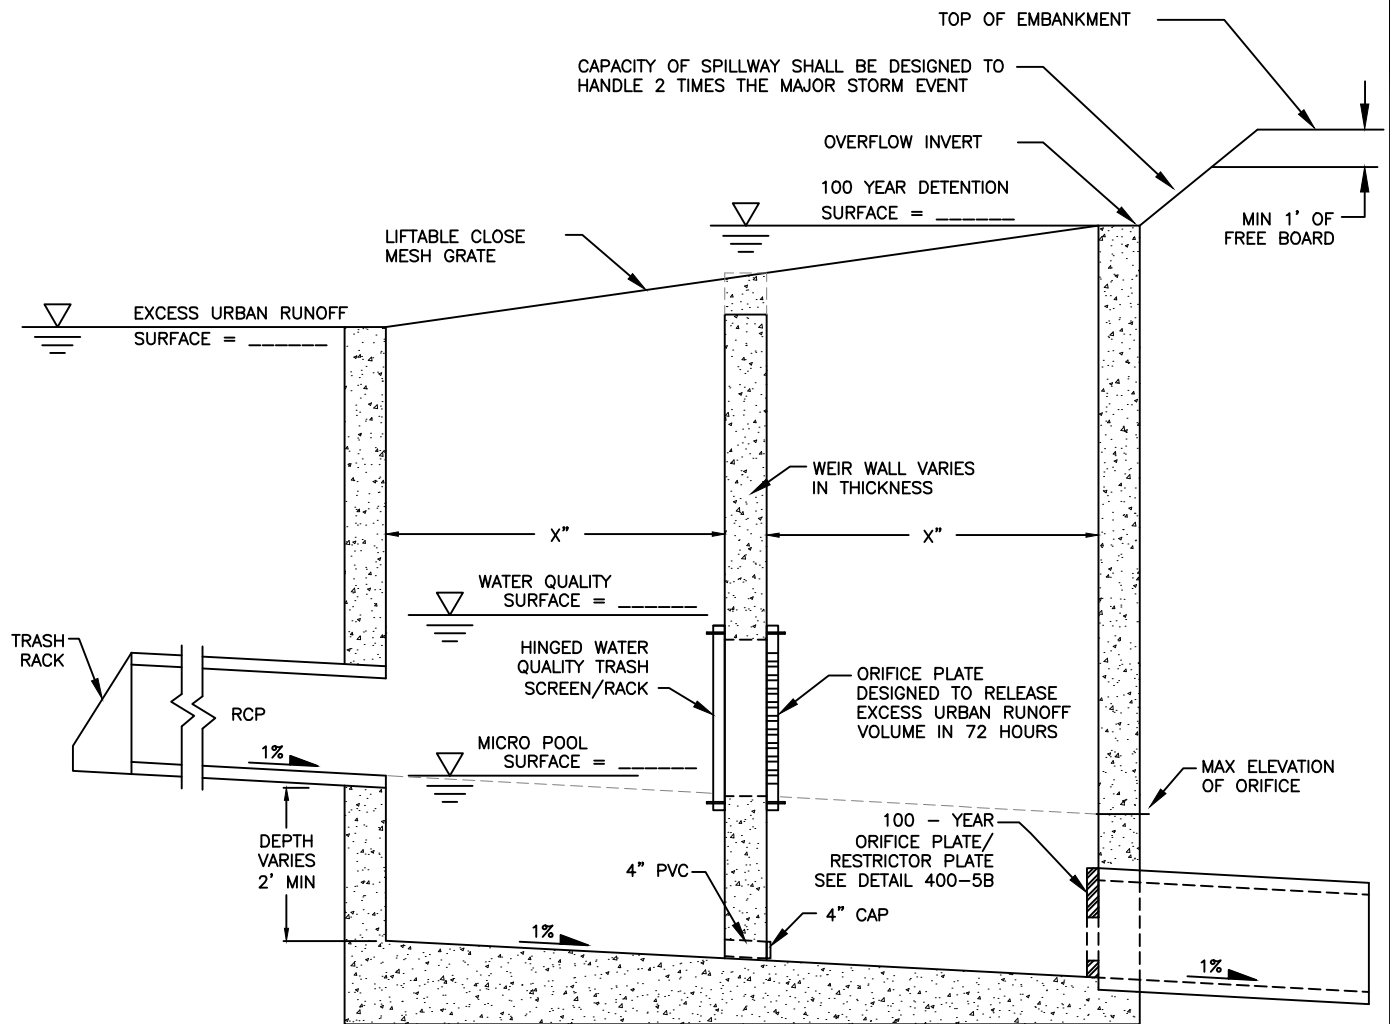 TOP OF EMBANKMENT
CAPACITY OF SPILLWAY SHALL BE DESIGNED TO
HANDLE 2 TIMES THE MAJOR STORM EVENT
OVERFLOW INVERT
100 YEAR DETENTION
SURFACE = ______
MIN 1' OF
FREE BOARD
LIFTABLE CLOSE
MESH GRATE
EXCESS URBAN RUNOFF
SURFACE = ______
WEIR WALL VARIES
IN THICKNESS
X"
X"
WATER QUALITY
SURFACE = ______
TRASH
RACK
HINGED WATER
QUALITY TRASH
SCREEN/RACK
ORIFICE PLATE
DESIGNED TO RELEASE
EXCESS URBAN RUNOFF
VOLUME IN 72 HOURS
RCP
1%
MICRO POOL
SURFACE = ______
MAX ELEVATION
OF ORIFICE
DEPTH
VARIES
2' MIN
100 - YEAR
ORIFICE PLATE/
RESTRICTOR PLATE
SEE DETAIL 400-5B
4" PVC
4" CAP
1%
1%